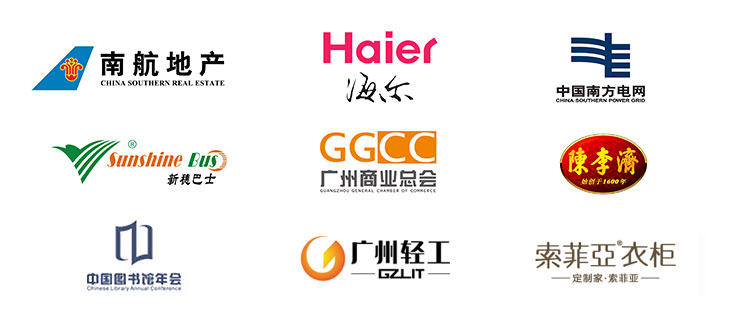 南航地产
CHINA SOUTHERN REAL ESTATE
Haier
海尔
中国南方电网
CHINA SOUTHERN POWER GRID
Sunshine Bus®
新穗巴士
GGCC
广州商业总会
GUANGZHOU GENERAL CHAMBER OF COMMERCE
陳李濟
始创于1600年
中国图书馆年会
Chinese Library Annual Conference
广州轻工
GZLIT
索菲亞®衣柜
定制家·索菲亚